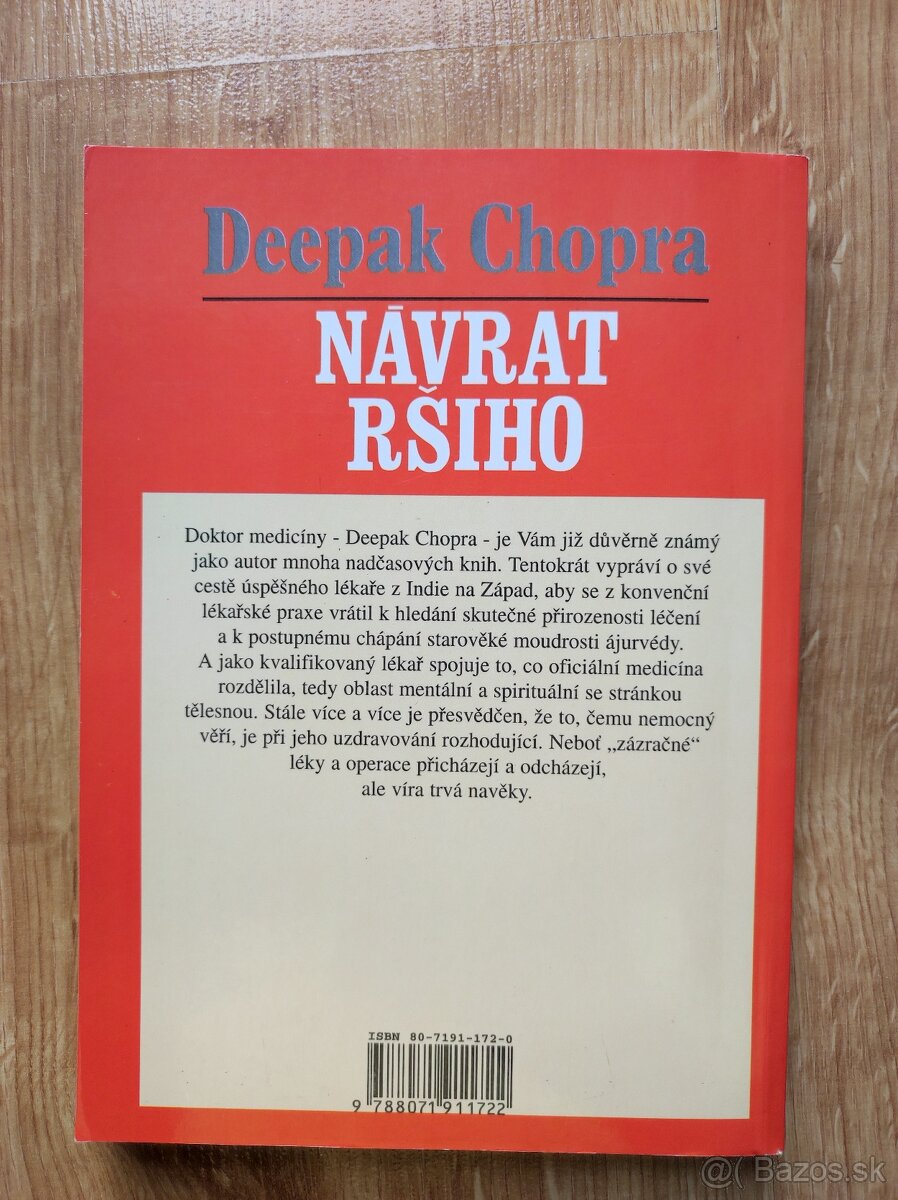 Deepak Chopra
NÁVRAT
RŠIHO
Doktor medicíny - Deepak Chopra - je Vám již důvěrně známý
jako autor mnoha nadčasových knih. Tentokrát vypráví o své
cestě úspěšného lékaře z Indie na Západ, aby se z konvenční
lékařské praxe vrátil k hledání skutečné přirozenosti léčení
a k postupnému chápání starověké moudrosti ájurvédy.
A jako kvalifikovaný lékař spojuje to, co oficiální medicína
rozdělila, tedy oblast mentální a spirituální se stránkou
tělesnou. Stále více a více je přesvědčen, že to, čemu nemocný
věří, je při jeho uzdravování rozhodující. Neboť „zázračné“
léky a operace přicházejí a odcházejí,
ale víra trvá navěky.
ISBN 80-7191-172-0
9 788071 911722
@( Bazos.sk